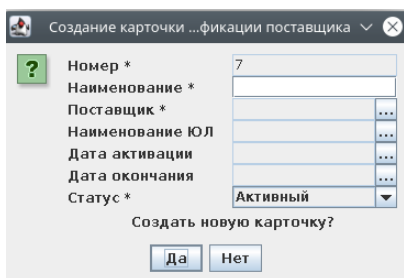 Создание карточки ...фикации поставщика
?
Номер * 7
Наименование *
Поставщик * ...
Наименование ЮЛ ...
Дата активации ...
Дата окончания ...
Статус * Активный
Создать новую карточку?
Да Нет